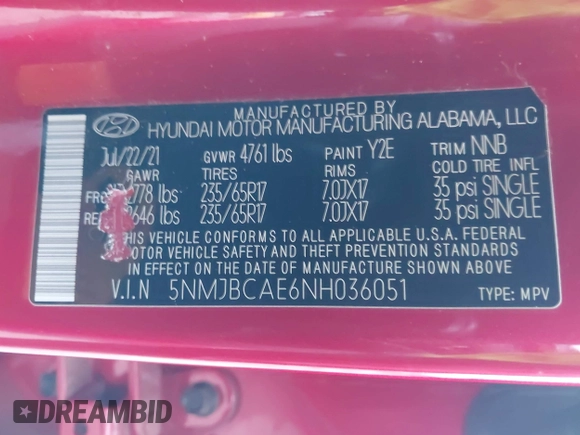 MANUFACTURED BY
HYUNDAI MOTOR MANUFACTURING ALABAMA, LLC
Jul/22/21 GVWR 4761 lbs PAINT Y2E TRIM NNB
GAWR TIRES RIMS COLD TIRE INFL
lbs 235/65R17 7.0JX17 35 psi SINGLE
lbs 235/65R17 7.0JX17 35 psi SINGLE
THIS VEHICLE CONFORMS TO ALL APPLICABLE U.S.A. FEDERAL
MOTOR VEHICLE SAFETY AND THEFT PREVENTION STANDARDS
IN EFFECT ON THE DATE OF MANUFACTURE SHOWN ABOVE.
V.I.N 5NMJBCAE6NH036051 TYPE: MPV
DREAMBID